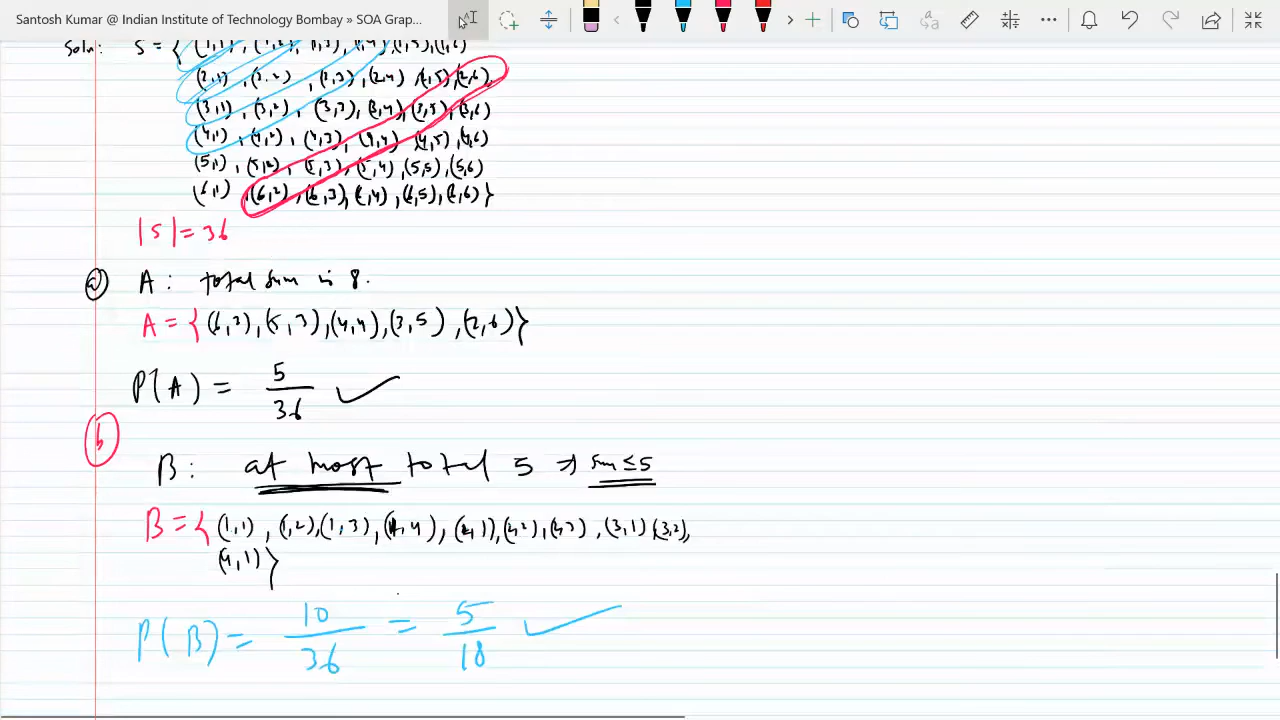 Santosh Kumar @ Indian Institute of Technology Bombay » SOA Grap...
Soln: S = { (1,1), (1,2), (1,3), (1,4), (1,5), (1,6)
(2,1), (2,2), (2,3), (2,4), (2,5), (2,6),
(3,1), (3,2), (3,3), (3,4), (3,5), (3,6)
(4,1), (4,2), (4,3), (4,4), (4,5), (4,6)
(5,1), (5,2), (5,3), (5,4), (5,5), (5,6)
(6,1), (6,2), (6,3), (6,4), (6,5), (6,6)}
|S| = 36
a) A: total sum is 8.
A = { (6,2), (5,3), (4,4), (3,5), (2,6)}
P(A) = 5/36
b
B: at most total 5 ⇒ sum ≤ 5
B = { (1,1), (1,2), (1,3), (1,4), (2,1), (2,2), (2,3), (3,1) (3,2),
(4,1) }
P(B) = 10/36 = 5/18